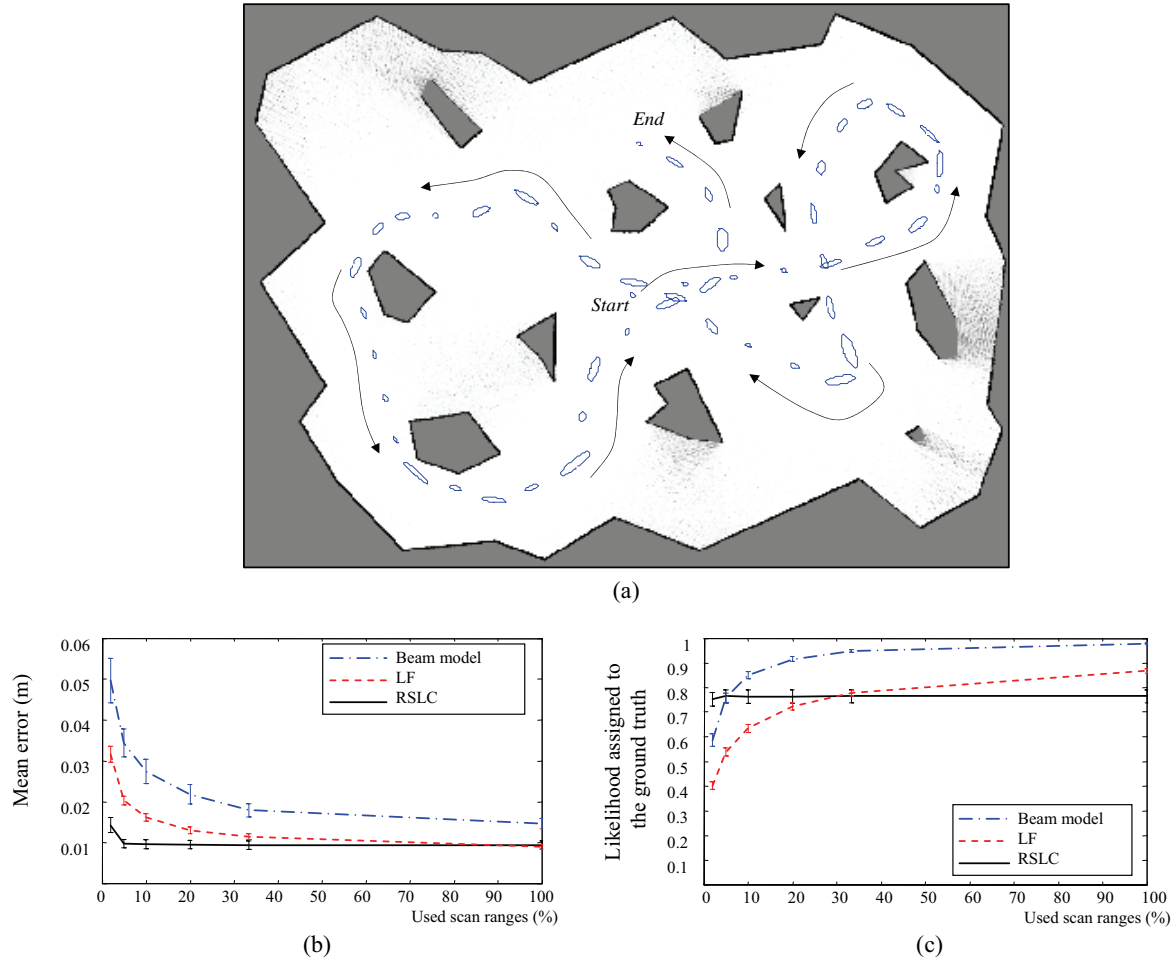 End
Start
(a)
0.06
0.05
0.04
0.03
0.02
0.01
Mean error (m)
Beam model
LF
RSLC
0 10 20 30 40 50 60 70 80 90 100
Used scan ranges (%)
(b)
1
0.9
0.8
0.7
0.6
0.5
0.4
0.3
0.2
0.1
Likelihood assigned to
the ground truth
Beam model
LF
RSLC
0 10 20 30 40 50 60 70 80 90 100
Used scan ranges (%)
(c)